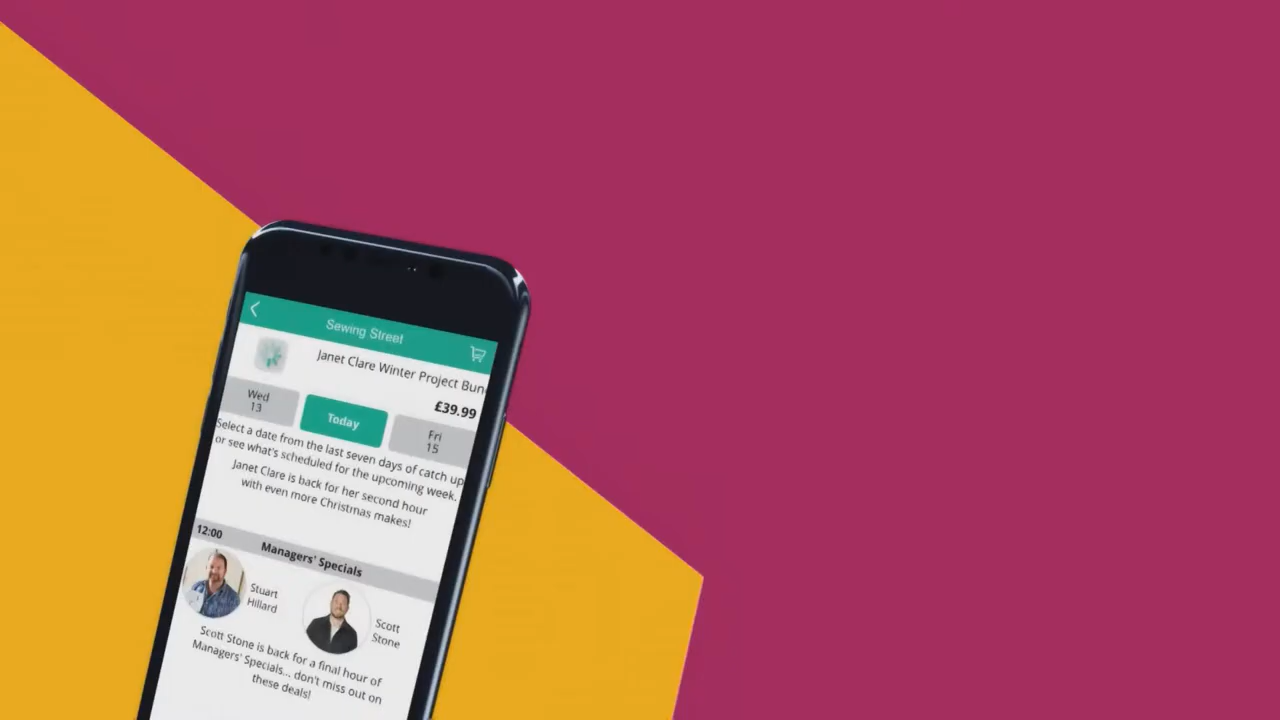 Sewing Street
Janet Clare Winter Project Bun
£39.99
Wed
13
Today
Fri
15
Select a date from the last seven days of catch up
or see what's scheduled for the upcoming week.
Janet Clare is back for her second hour
with even more Christmas makes!
12:00
Managers' Specials
Stuart
Hillard
Scott
Stone
Scott Stone is back for a final hour of
Managers' Specials... don't miss out on
these deals!